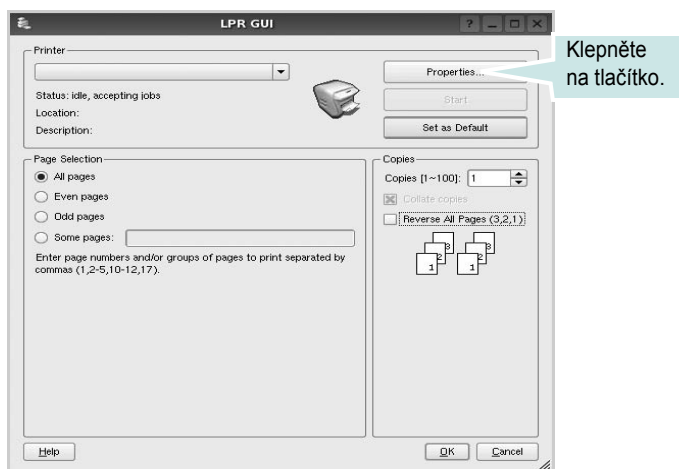 LPR GUI
Printer
Properties...
Klepněte
na tlačítko.
Status: idle, accepting jobs
Start
Location:
Description:
Set as Default
Page Selection
All pages
Even pages
Odd pages
Some pages:
Enter page numbers and/or groups of pages to print separated by
commas (1,2-5,10-12,17).
Copies
Copies [1~100]: 1
Collate copies
Reverse All Pages (3,2,1)
3 3
2 2
1 1
Help
OK
Cancel